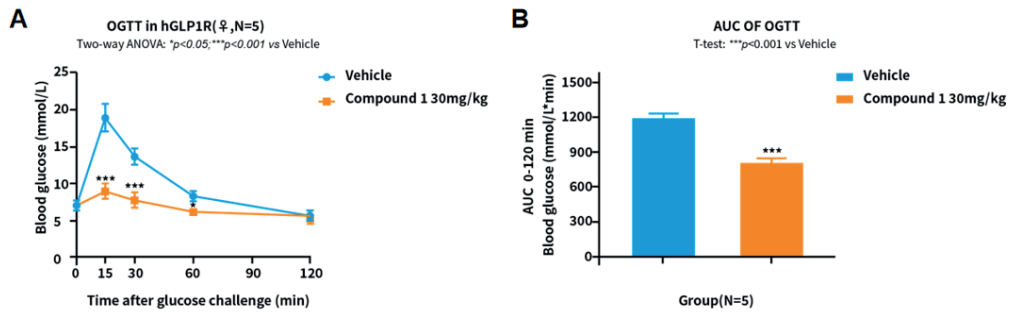 A
OGTT in hGLP1R(♀,N=5)
Two-way ANOVA: *p<0.05;***p<0.001 vs Vehicle
Vehicle
Compound 1 30mg/kg
Blood glucose (mmol/L)
25
20
15
10
5
0
***
***
*
0 15 30 60 90 120
Time after glucose challenge (min)
B
AUC OF OGTT
T-test: ***p<0.001 vs Vehicle
Vehicle
Compound 1 30mg/kg
AUC 0-120 min
Blood glucose (mmol/L*min)
1500
1200
900
600
300
0
***
Group(N=5)